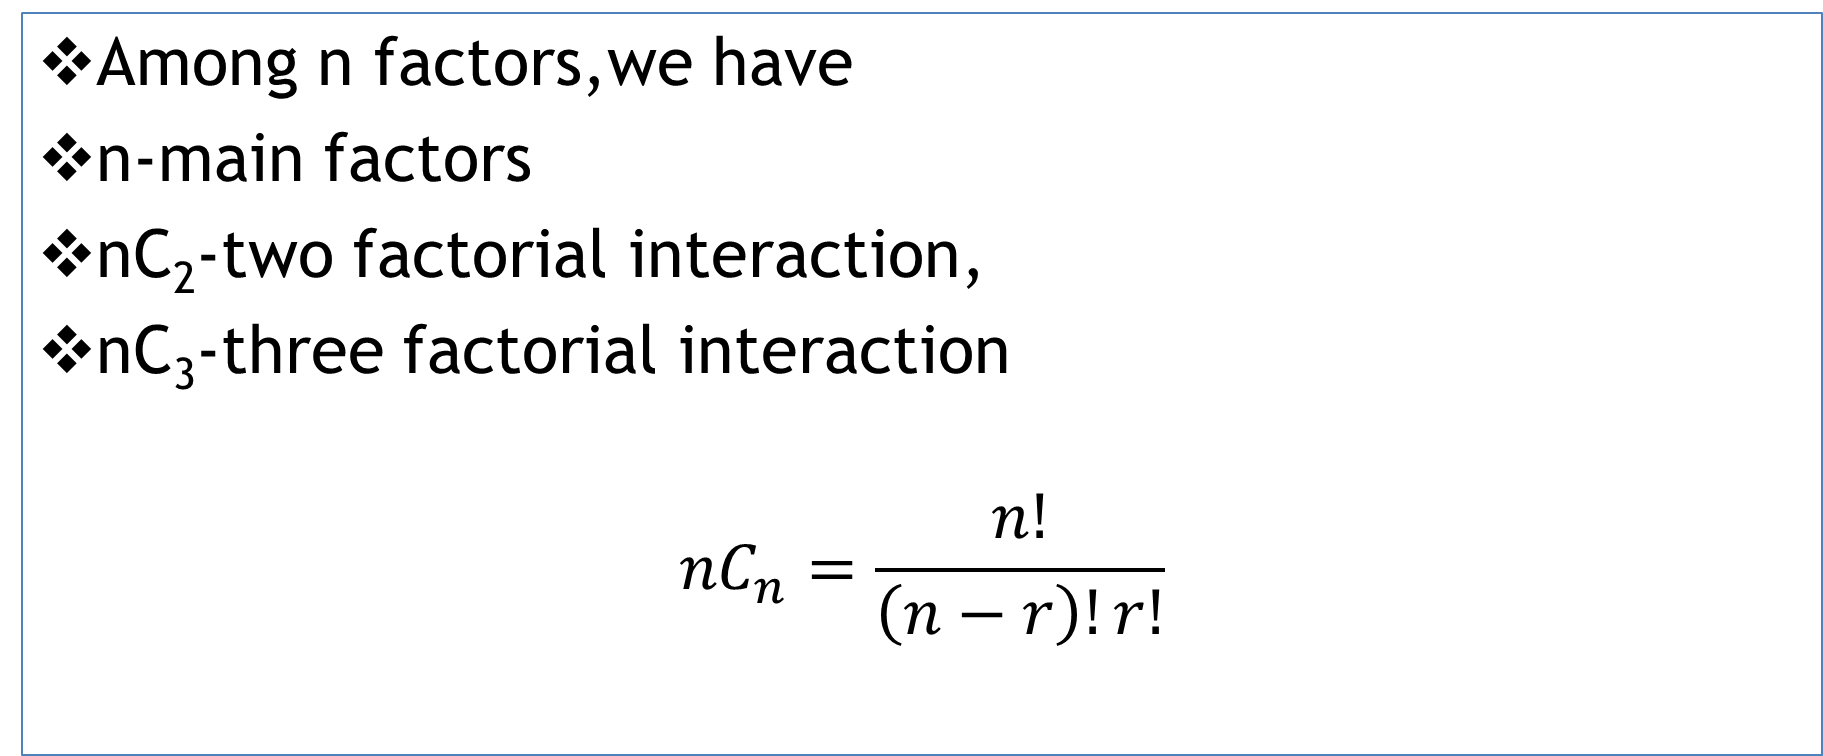 ❖Among n factors,we have
❖n-main factors
❖nC₂-two factorial interaction,
❖nC₃-three factorial interaction
nCₙ = n! / (n − r)! r!